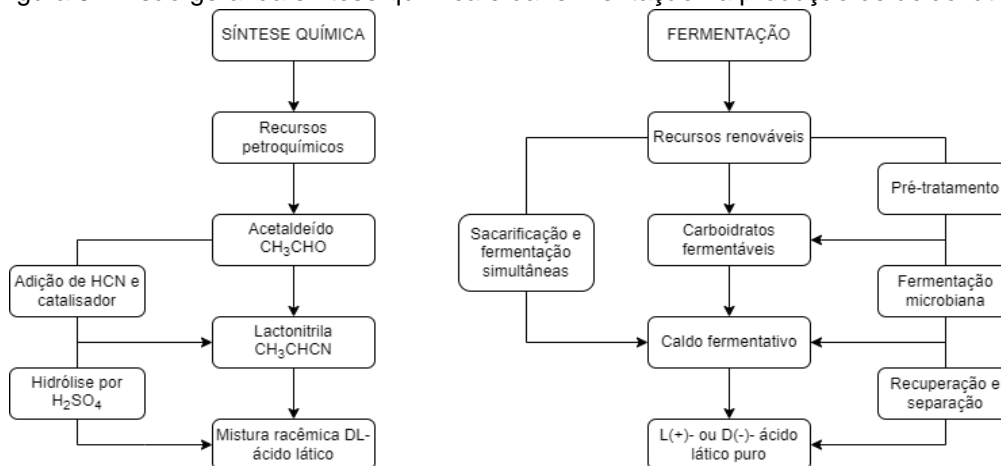 SÍNTESE QUÍMICA
Recursos
petroquímicos
Acetaldeído
CH₃CHO
Adição de HCN e
catalisador
Lactonitrila
CH₃CHCN
Hidrólise por
H₂SO₄
Mistura racêmica DL-
ácido lático
FERMENTAÇÃO
Recursos renováveis
Pré-tratamento
Sacarificação e
fermentação
simultâneas
Carboidratos
fermentáveis
Fermentação
microbiana
Caldo fermentativo
Recuperação e
separação
L(+)- ou D(-)- ácido
lático puro